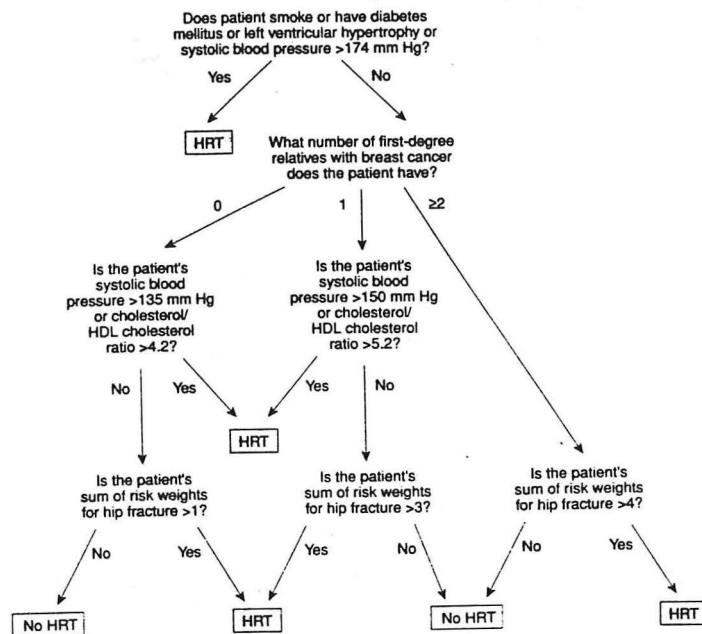 Does patient smoke or have diabetes
mellitus or left ventricular hypertrophy or
systolic blood pressure >174 mm Hg?
Yes
No
HRT
What number of first-degree
relatives with breast cancer
does the patient have?
0
1
≥2
Is the patient's
systolic blood
pressure >135 mm Hg
or cholesterol/
HDL cholesterol
ratio >4.2?
Is the patient's
systolic blood
pressure >150 mm Hg
or cholesterol/
HDL cholesterol
ratio >5.2?
No
Yes
Yes
No
HRT
Is the patient's
sum of risk weights
for hip fracture >1?
Is the patient's
sum of risk weights
for hip fracture >3?
Is the patient's
sum of risk weights
for hip fracture >4?
No
Yes
Yes
No
No
Yes
No HRT
HRT
No HRT
HRT